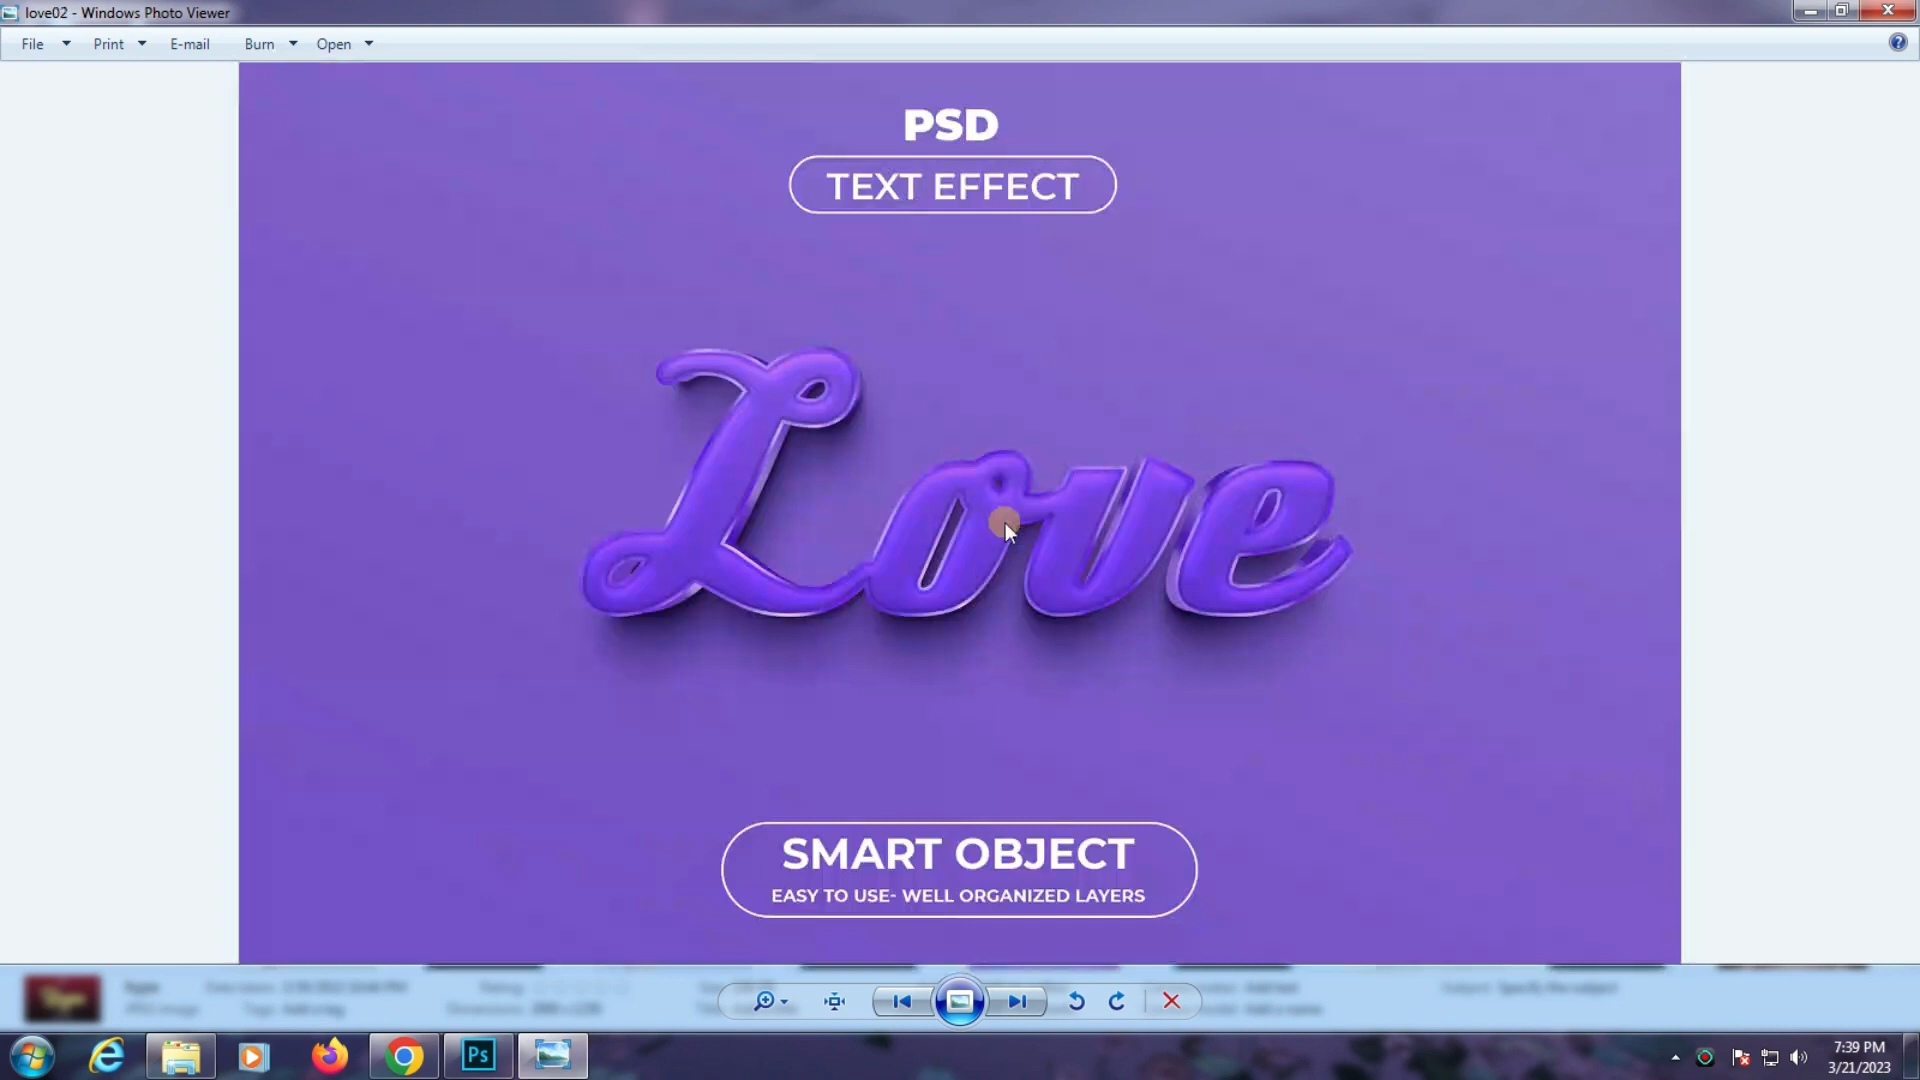 love02 - Windows Photo Viewer
File Print E-mail Burn Open
PSD
TEXT EFFECT
Love
SMART OBJECT
EASY TO USE- WELL ORGANIZED LAYERS
Ps
7:39 PM
3/21/2023